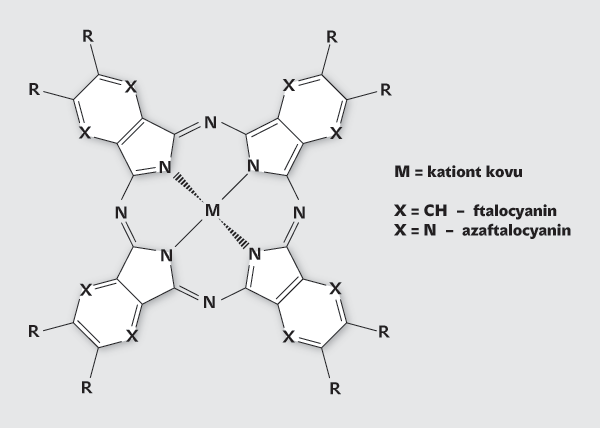 R R
R X X R
X N X
N N
M
N N
N N
X N X
R X X R
R R
M = kationt kovu
X = CH – ftalocyanin
X = N – azaftalocyanin